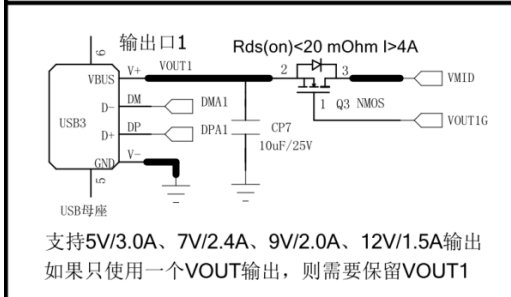 输出口1
Rds(on)<20 mOhm I>4A
6
V+
VOUT1
2
3
VMID
VBUS
DM
DMA1
D-
1
Q3 NMOS
USB3
DP
DPA1
CP7
VOUT1G
D+
10uF/25V
V-
GND
5
USB母座
支持5V/3.0A、7V/2.4A、9V/2.0A、12V/1.5A输出
如果只使用一个VOUT输出，则需要保留VOUT1